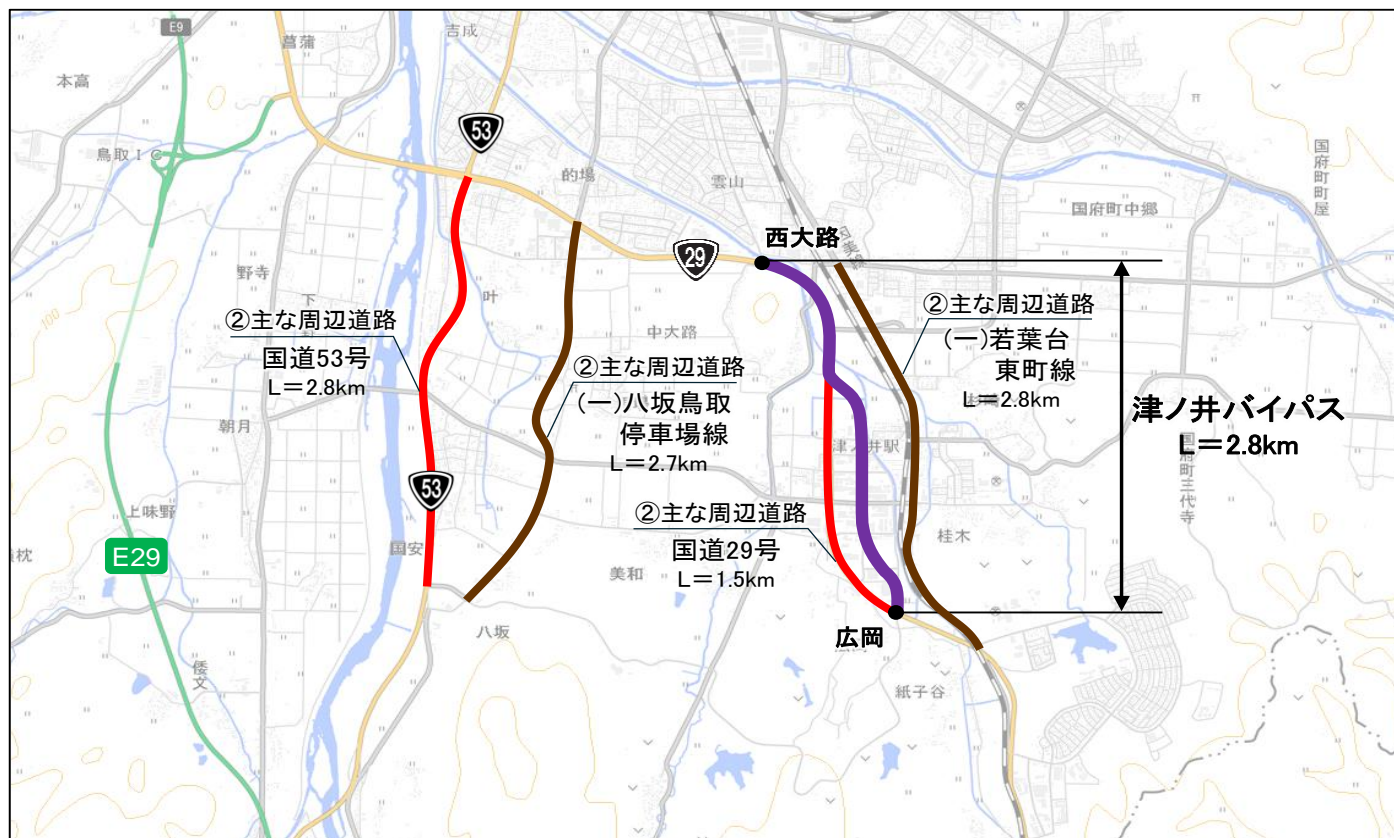 E9
菖蒲
吉成
本高
53
鳥取IC
的場
雲山
国府町町屋
国府町中郷
西大路
29
野寺
叶
下
②主な周辺道路
国道53号
L=2.8km
中大路
②主な周辺道路
(一)若葉台
東町線
L=2.8km
②主な周辺道路
(一)八坂鳥取
停車場線
L=2.7km
津ノ井バイパス
L=2.8km
朝月
津ノ井駅
国府町三代寺
53
上味野
②主な周辺道路
国道29号
L=1.5km
E29
国安
桂木
美和
八坂
広岡
倭文
紙子谷
100